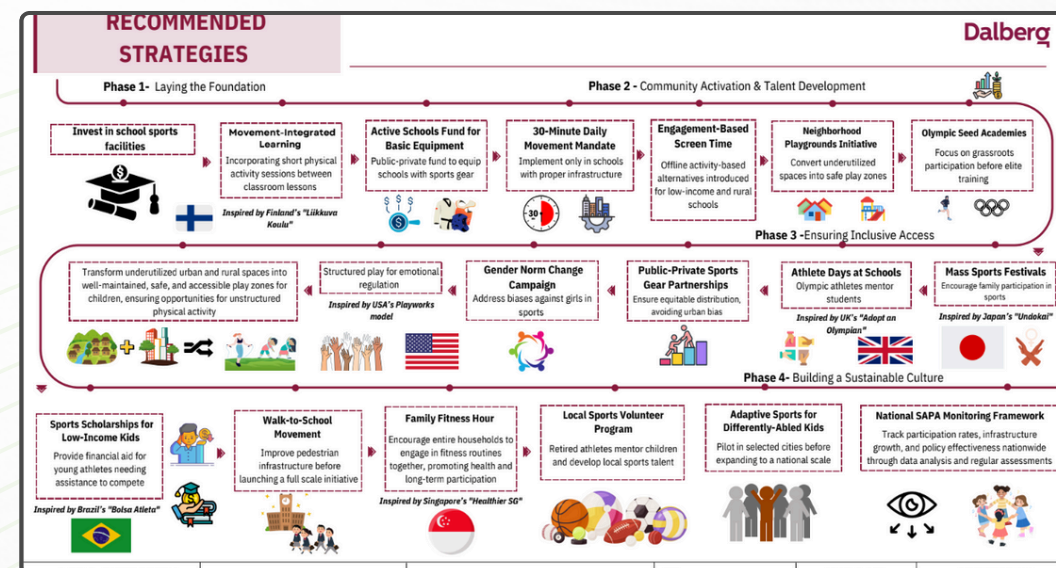 RECOMMENDED
STRATEGIES
Dalberg
Phase 1- Laying the Foundation
Phase 2 - Community Activation & Talent Development
Invest in school sports
facilities
Movement-Integrated
Learning
Incorporating short physical
activity sessions between
classroom lessons
Inspired by Finland's "Liikkuva
Koulu"
Active Schools Fund for
Basic Equipment
Public-private fund to equip
schools with sports gear
30-Minute Daily
Movement Mandate
Implement only in schools
with proper infrastructure
30
Engagement-Based
Screen Time
Offline activity-based
alternatives introduced
for low-income and rural
schools
Neighborhood
Playgrounds Initiative
Convert underutilized
spaces into safe play zones
Olympic Seed Academies
Focus on grassroots
participation before elite
training
Phase 3 -Ensuring Inclusive Access
Transform underutilized urban and rural spaces into
well-maintained, safe, and accessible play zones for
children, ensuring opportunities for unstructured
physical activity
Structured play for emotional
regulation
Inspired by USA's Playworks
model
Gender Norm Change
Campaign
Address biases against girls in
sports
Public-Private Sports
Gear Partnerships
Ensure equitable distribution,
avoiding urban bias
Athlete Days at Schools
Olympic athletes mentor
students
Inspired by UK's "Adopt an
Olympian"
Mass Sports Festivals
Encourage family participation in
sports
Inspired by Japan's "Undokai"
Phase 4- Building a Sustainable Culture
Sports Scholarships for
Low-Income Kids
Provide financial aid for
young athletes needing
assistance to compete
Inspired by Brazil's "Bolsa Atleta"
Walk-to-School
Movement
Improve pedestrian
infrastructure before
launching a full scale initiative
Family Fitness Hour
Encourage entire households to
engage in fitness routines
together, promoting health and
long-term participation
Inspired by Singapore's "Healthier SG"
Local Sports Volunteer
Program
Retired athletes mentor children
and develop local sports talent
Adaptive Sports for
Differently-Abled Kids
Pilot in selected cities before
expanding to a national scale
National SAPA Monitoring Framework
Track participation rates, infrastructure
growth, and policy effectiveness nationwide
through data analysis and regular assessments